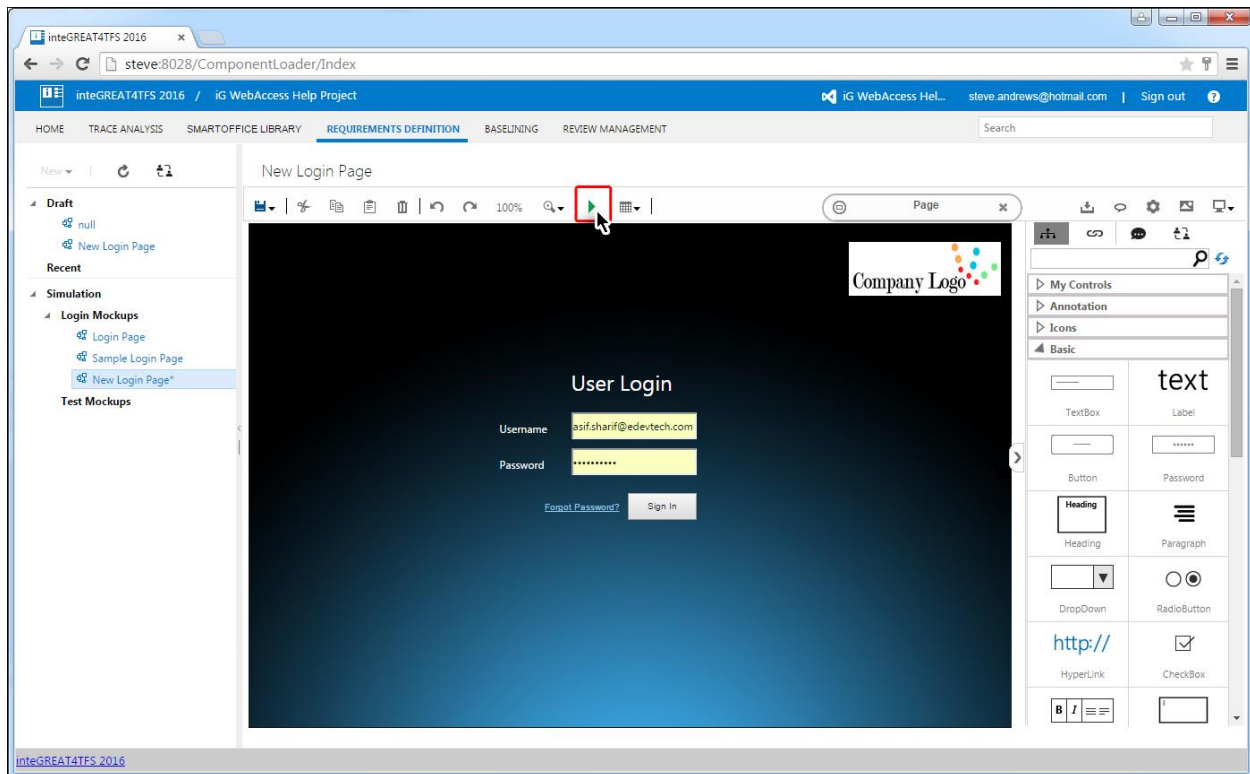 inteGREAT4TFS 2016
steve:8028/ComponentLoader/Index
inteGREAT4TFS 2016 / iG WebAccess Help Project
iG WebAccess Hel... steve.andrews@hotmail.com | Sign out ?
HOME TRACE ANALYSIS SMARTOFFICE LIBRARY REQUIREMENTS DEFINITION BASELINING REVIEW MANAGEMENT
Search
New
New Login Page
Draft
null
New Login Page
Recent
Simulation
Login Mockups
Login Page
Sample Login Page
New Login Page*
Test Mockups
100%
Page
Company Logo
User Login
Username asif.sharif@edevtech.com
Password ••••••••••
Forgot Password? Sign In
My Controls
Annotation
Icons
Basic
text
TextBox Label
Button Password
Heading
Heading Paragraph
DropDown RadioButton
http://
HyperLink CheckBox
B I
inteGREAT4TFS 2016